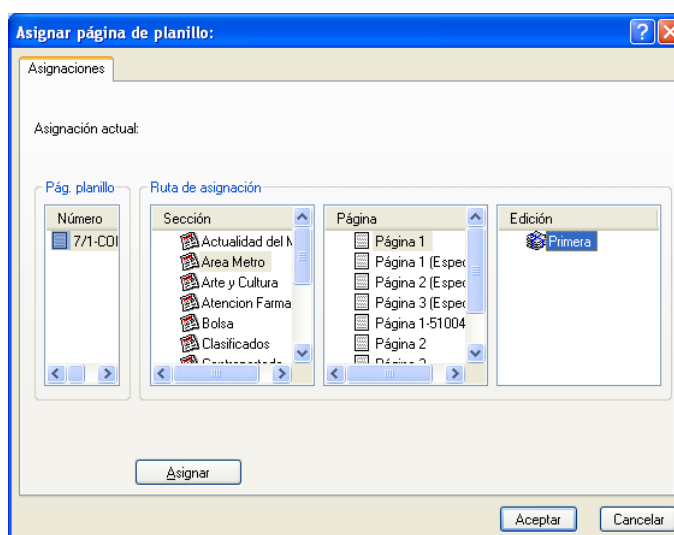 Asignar página de planillo:
Asignaciones
Asignación actual:
Pág. planillo
Ruta de asignación
Número
Sección
Página
Edición
7/1-COI
Actualidad del M
Area Metro
Arte y Cultura
Atencion Farma
Bolsa
Clasificados
Página 1
Página 1 (Espec
Página 2 (Espec
Página 3 (Espec
Página 1-51004
Página 2
Primera
Asignar
Aceptar
Cancelar